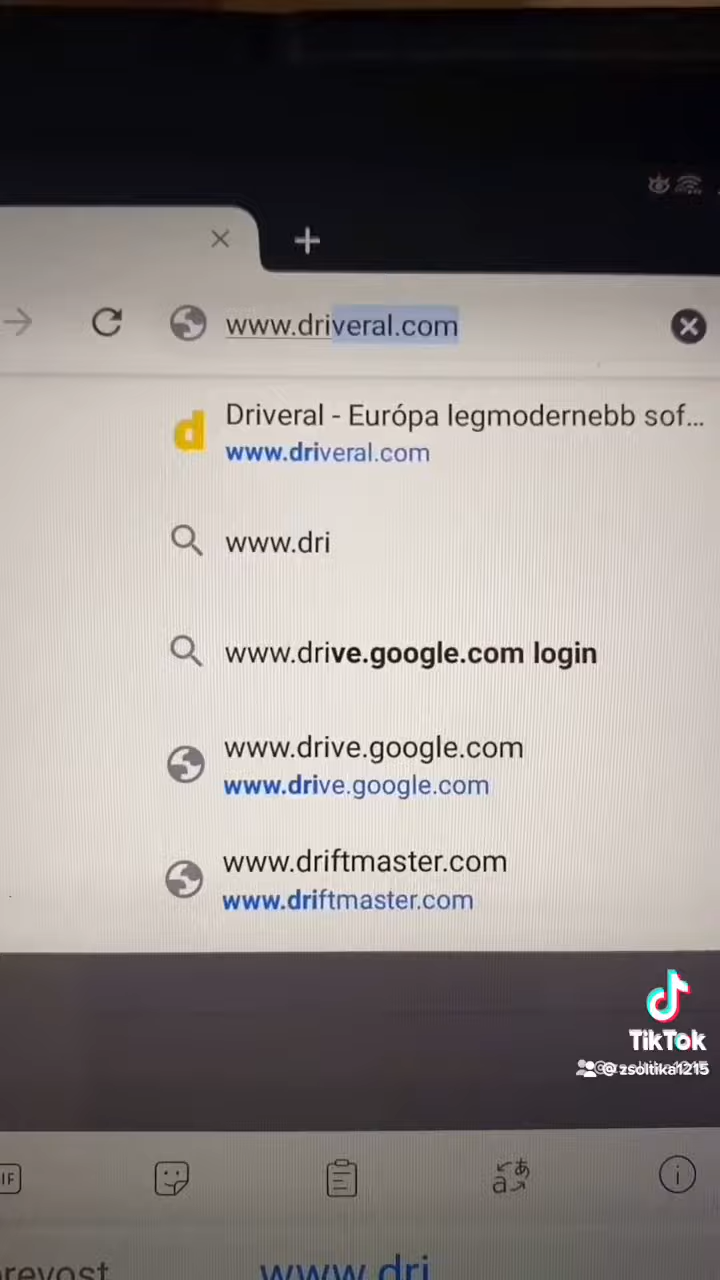 www.driveral.com
Driveral - Európa legmodernebb sof...
www.driveral.com
www.dri
www.drive.google.com login
www.drive.google.com
www.drive.google.com
www.driftmaster.com
www.driftmaster.com
TikTok
@zsoltika1215
revost
www.dri